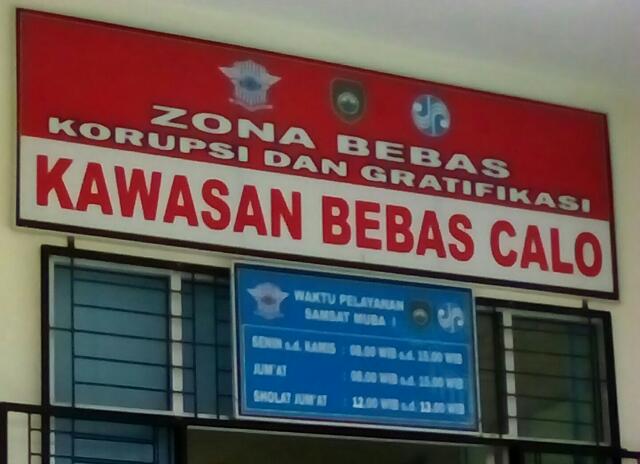 ZONA BEBAS
KORUPSI DAN GRATIFIKASI
KAWASAN BEBAS CALO
WAKTU PELAYANAN
SAMSAT MUBA I
SENIN s.d. KAMIS : 08.00 WIB s.d. 15.00 WIB
JUM'AT : 08.00 WIB s.d. 15.00 WIB
SHOLAT JUM'AT : 12.00 WIB s.d. 13.00 WIB